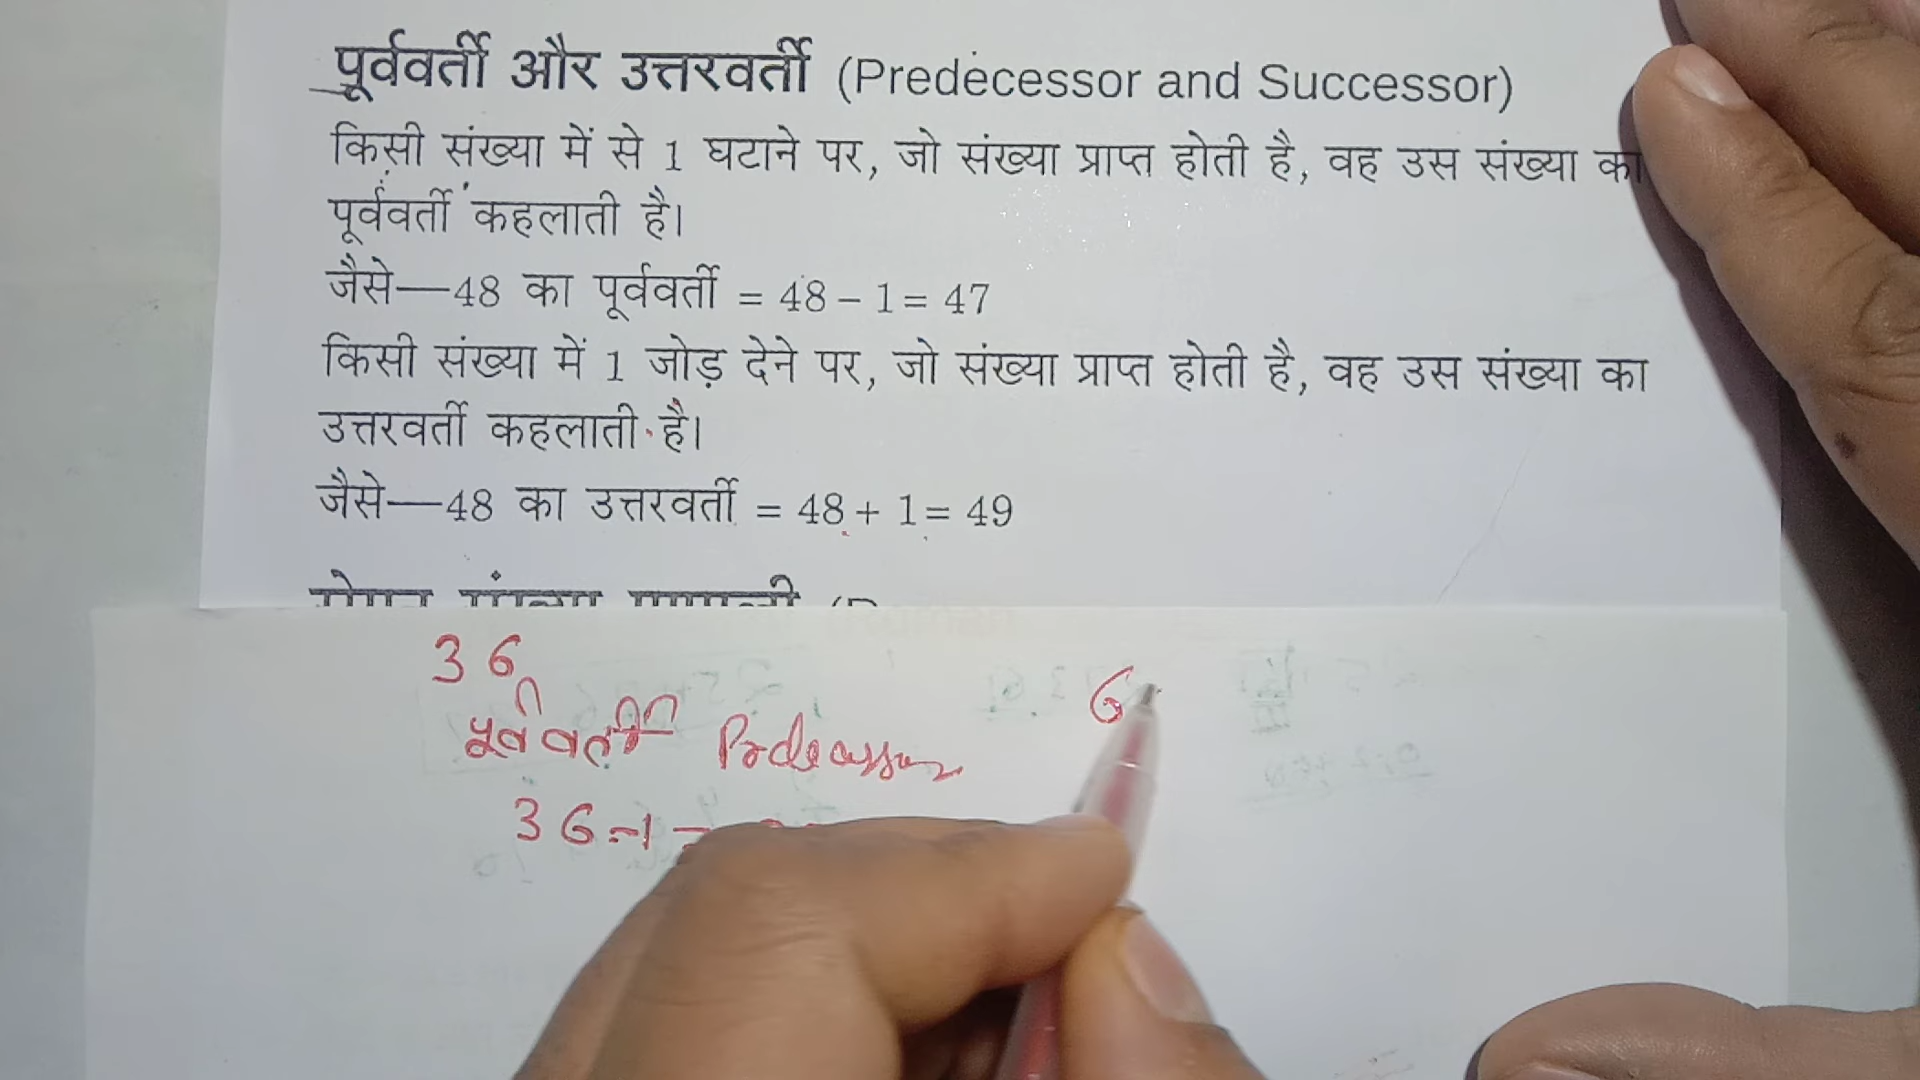 पूर्ववर्ती और उत्तरवर्ती (Predecessor and Successor)
किसी संख्या में से 1 घटाने पर, जो संख्या प्राप्त होती है, वह उस संख्या का
पूर्ववर्ती कहलाती है।
जैसे—48 का पूर्ववर्ती = 48 – 1 = 47
किसी संख्या में 1 जोड़ देने पर, जो संख्या प्राप्त होती है, वह उस संख्या का
उत्तरवर्ती कहलाती है।
जैसे—48 का उत्तरवर्ती = 48 + 1 = 49
36
पूर्ववर्ती
36-1 =
6